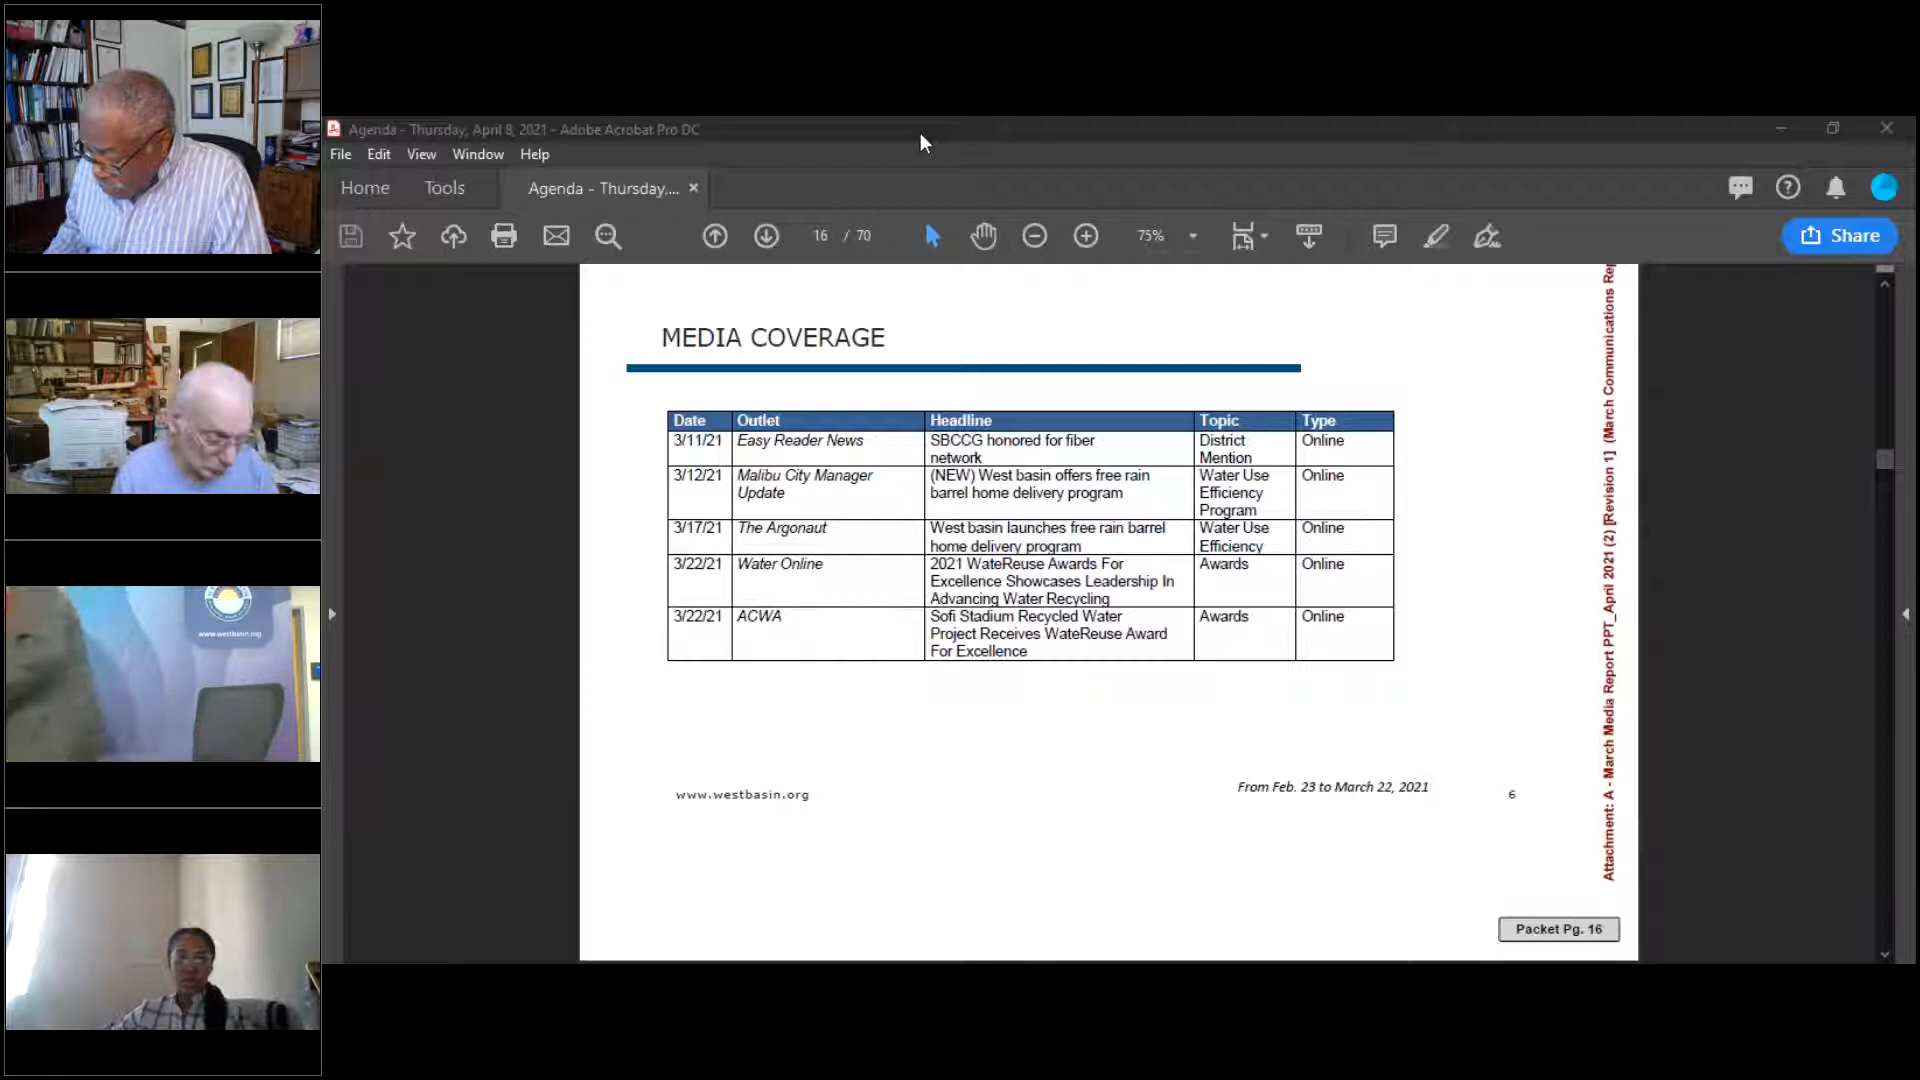 www.westbasin.org
Agenda - Thursday, April 8, 2021 - Adobe Acrobat Pro DC
File Edit View Window Help
Home Tools Agenda - Thursday,... ×
16 / 70 75% Share
MEDIA COVERAGE
Date Outlet Headline Topic Type
3/11/21 Easy Reader News SBCCG honored for fiber District Online
network Mention
3/12/21 Malibu City Manager (NEW) West basin offers free rain Water Use Online
Update barrel home delivery program Efficiency
Program
3/17/21 The Argonaut West basin launches free rain barrel Water Use Online
home delivery program Efficiency
3/22/21 Water Online 2021 WateReuse Awards For Awards Online
Excellence Showcases Leadership In
Advancing Water Recycling
3/22/21 ACWA Sofi Stadium Recycled Water Awards Online
Project Receives WateReuse Award
For Excellence
www.westbasin.org From Feb. 23 to March 22, 2021 6
Attachment: A - March Media Report PPT_April 2021 (2) [Revision 1] (March Communications Rep
Packet Pg. 16